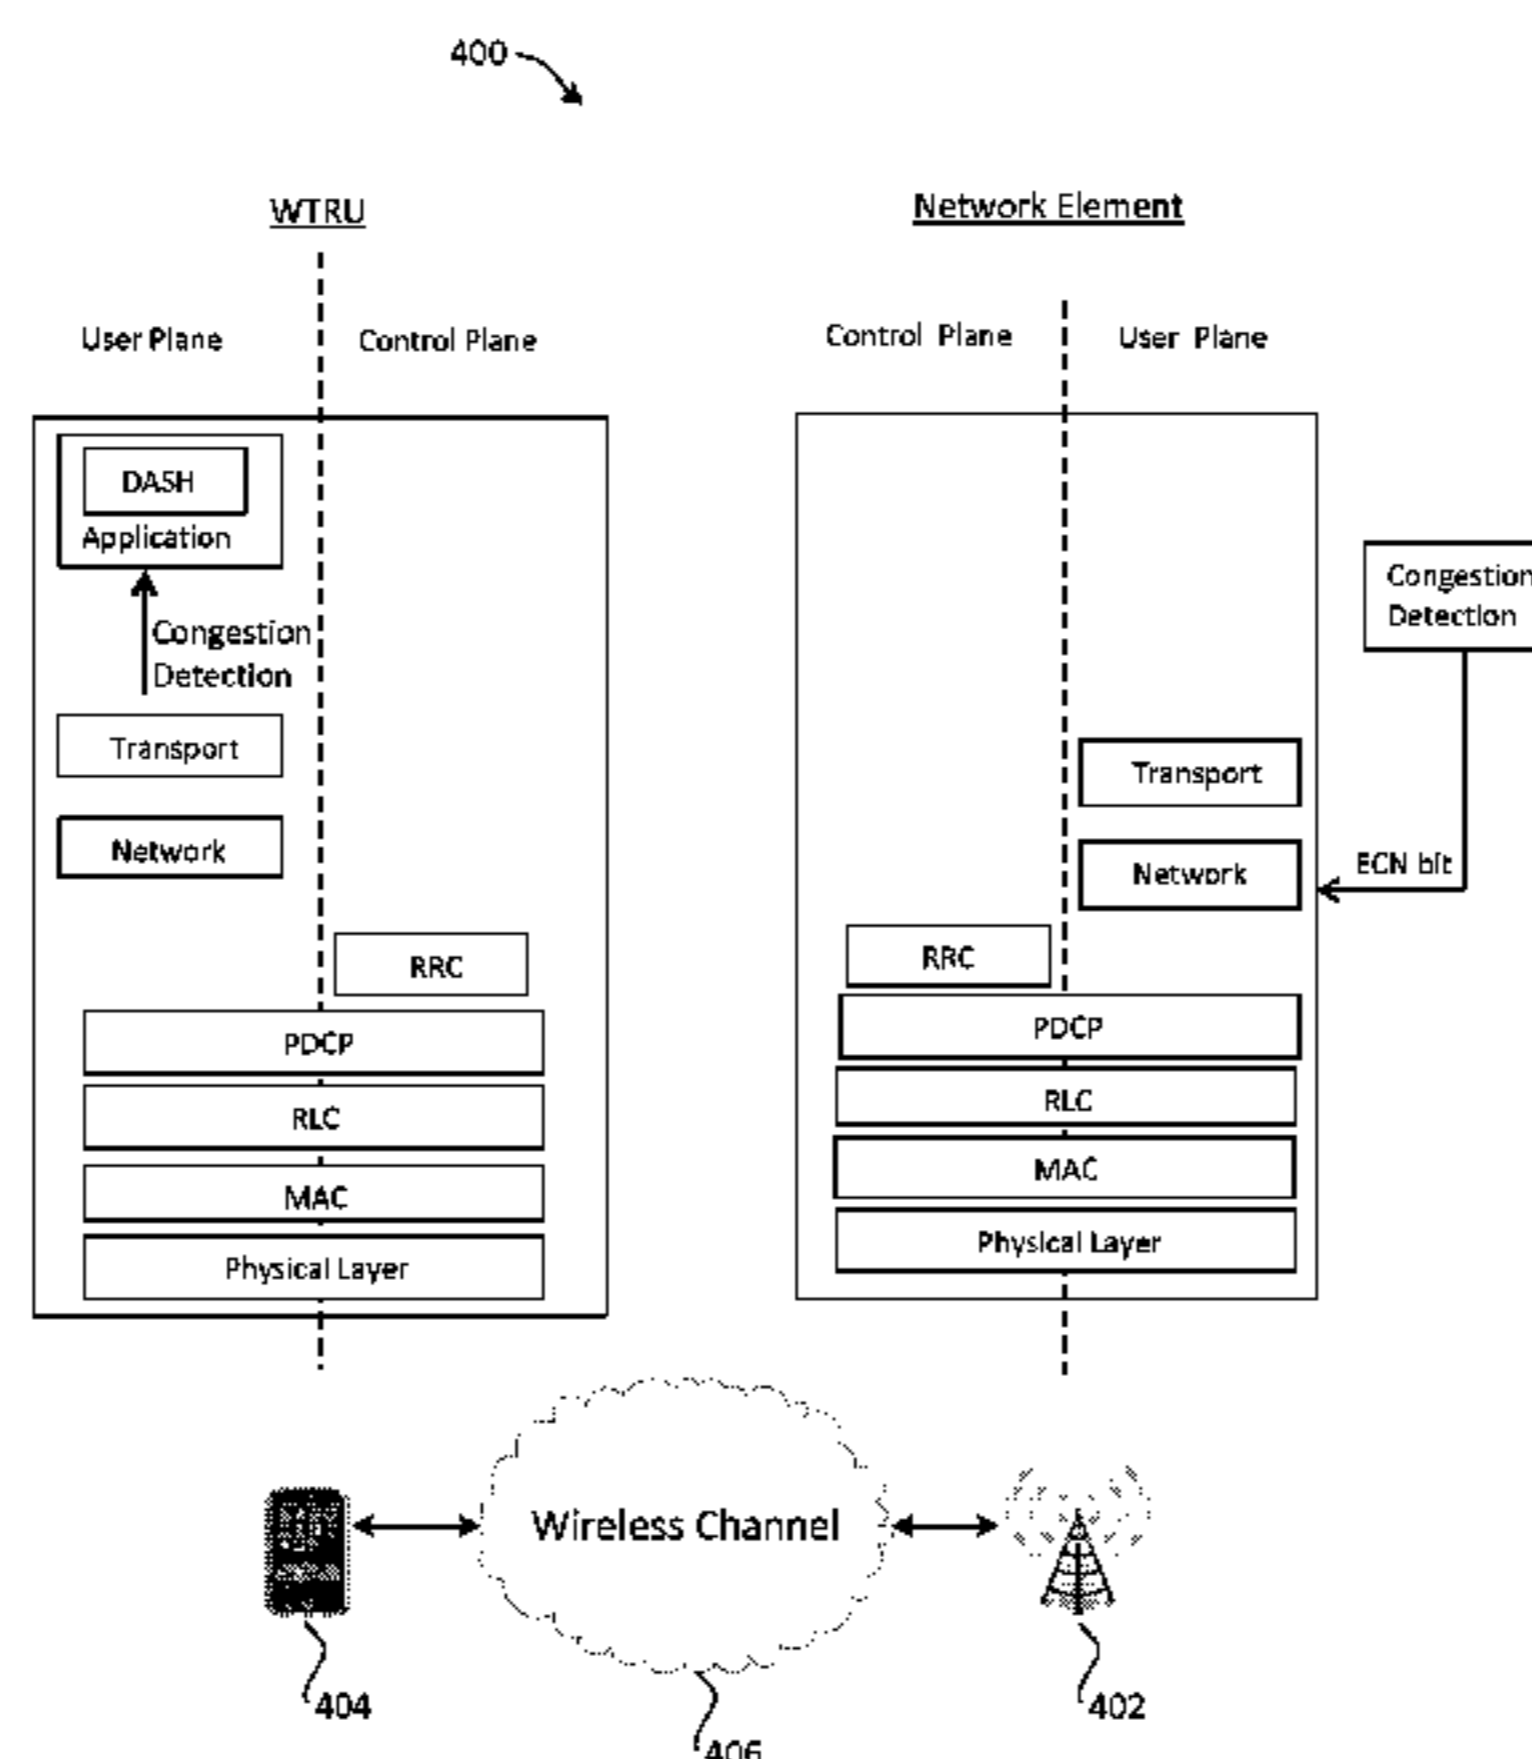 400
WTRU
Network Element
User Plane
Control Plane
Control Plane
User Plane
DASH
Application
Congestion
Detection
Transport
Network
RRC
PDCP
RLC
MAC
Physical Layer
Congestion
Detection
Transport
Network
ECN bit
RRC
PDCP
RLC
MAC
Physical Layer
Wireless Channel
404
406
402